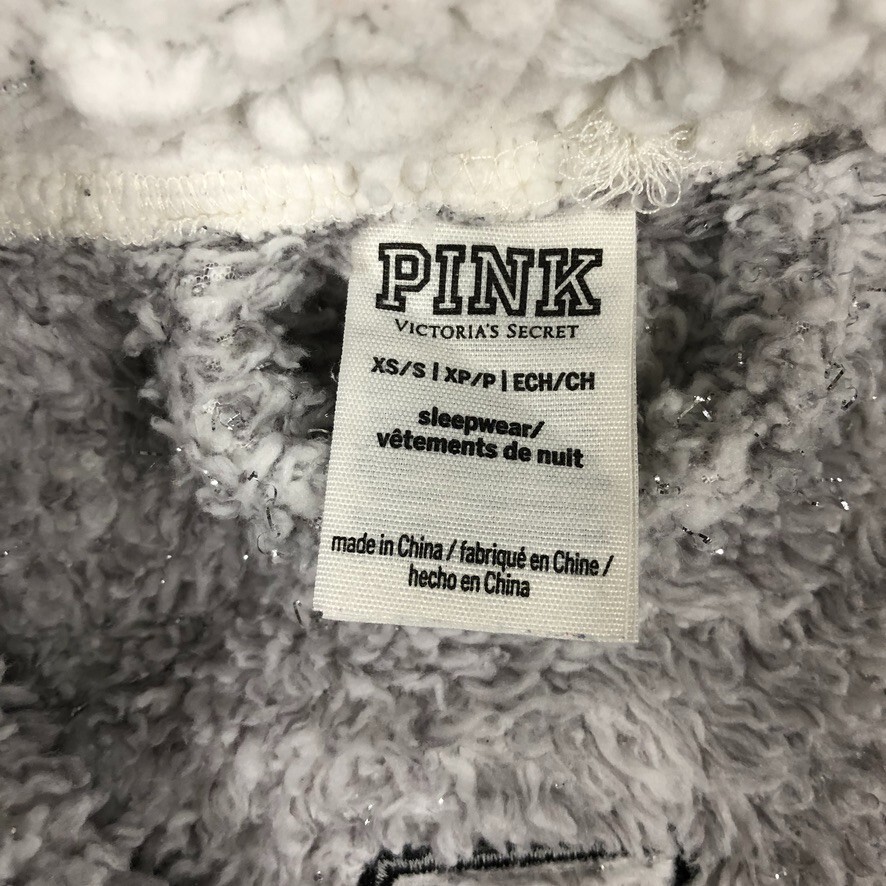 PINK
VICTORIA'S SECRET
XS/S | XP/P | ECH/CH
sleepwear/
vêtements de nuit
made in China / fabriqué en Chine /
hecho en China